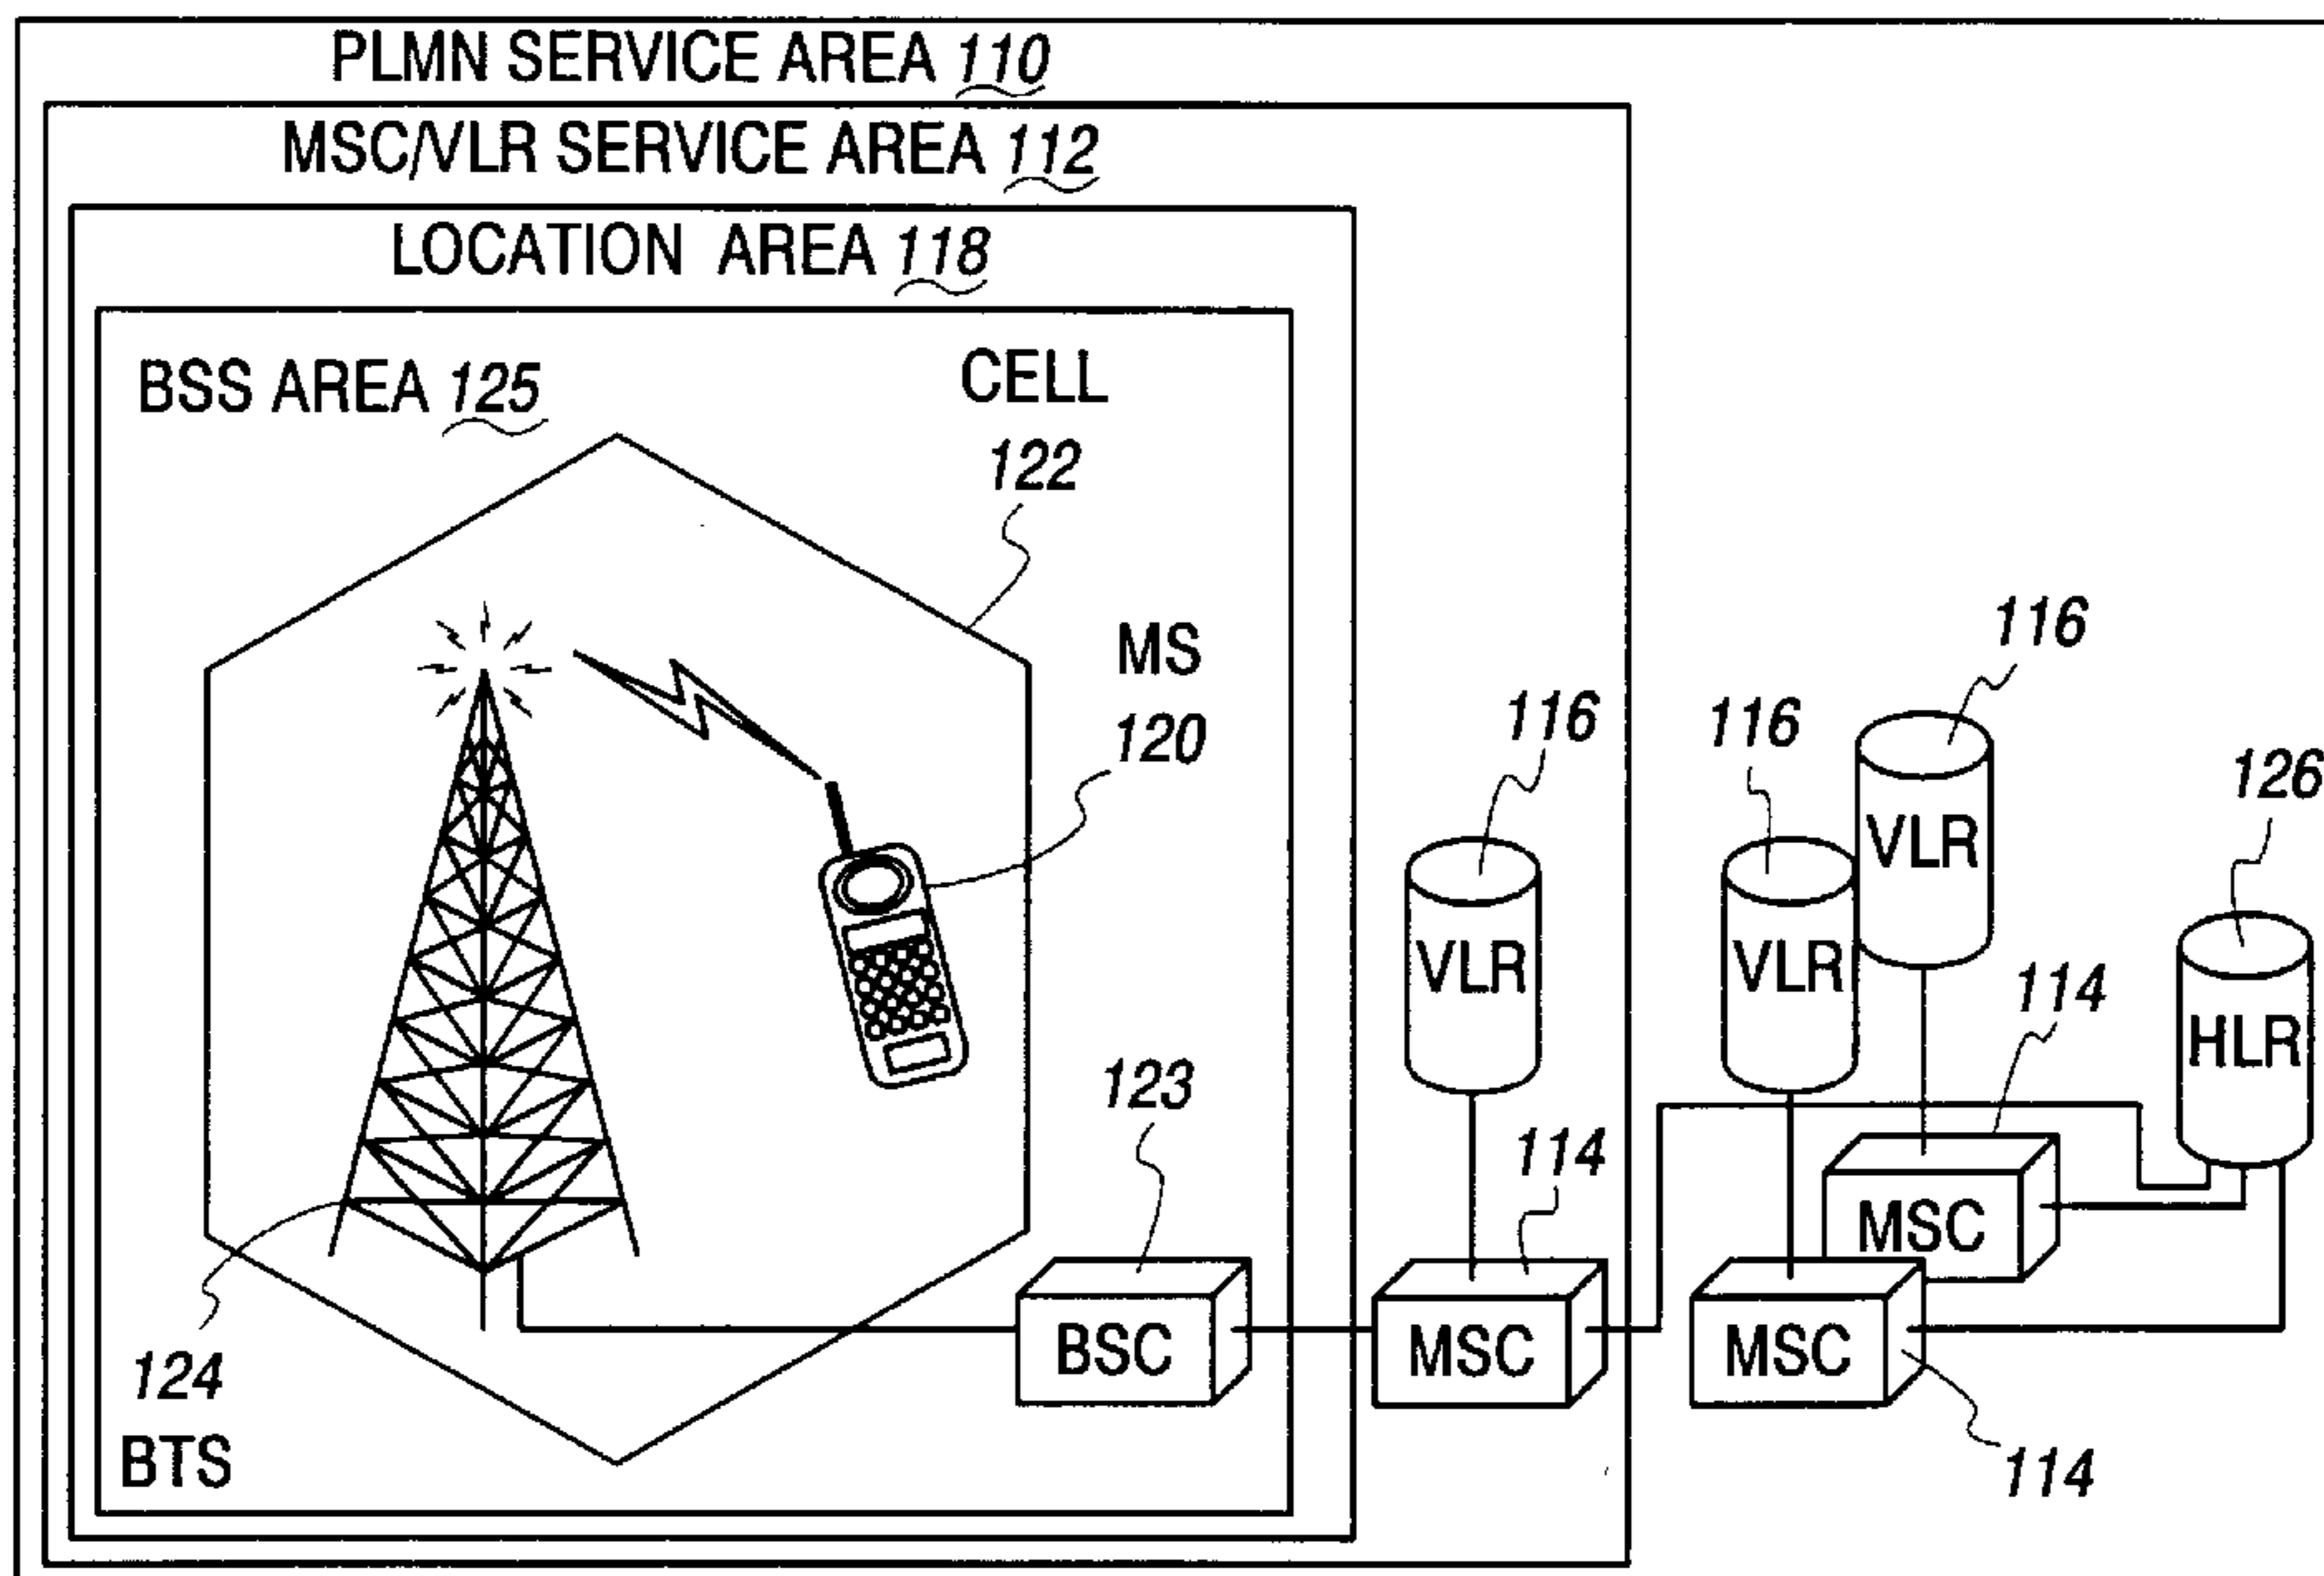 PLMN SERVICE AREA 110
MSC/VLR SERVICE AREA 112
LOCATION AREA 118
BSS AREA 125
CELL
122
MS
120
116
116
116
126
VLR
VLR
VLR
HLR
123
114
114
BSC
MSC
MSC
MSC
114
124
BTS